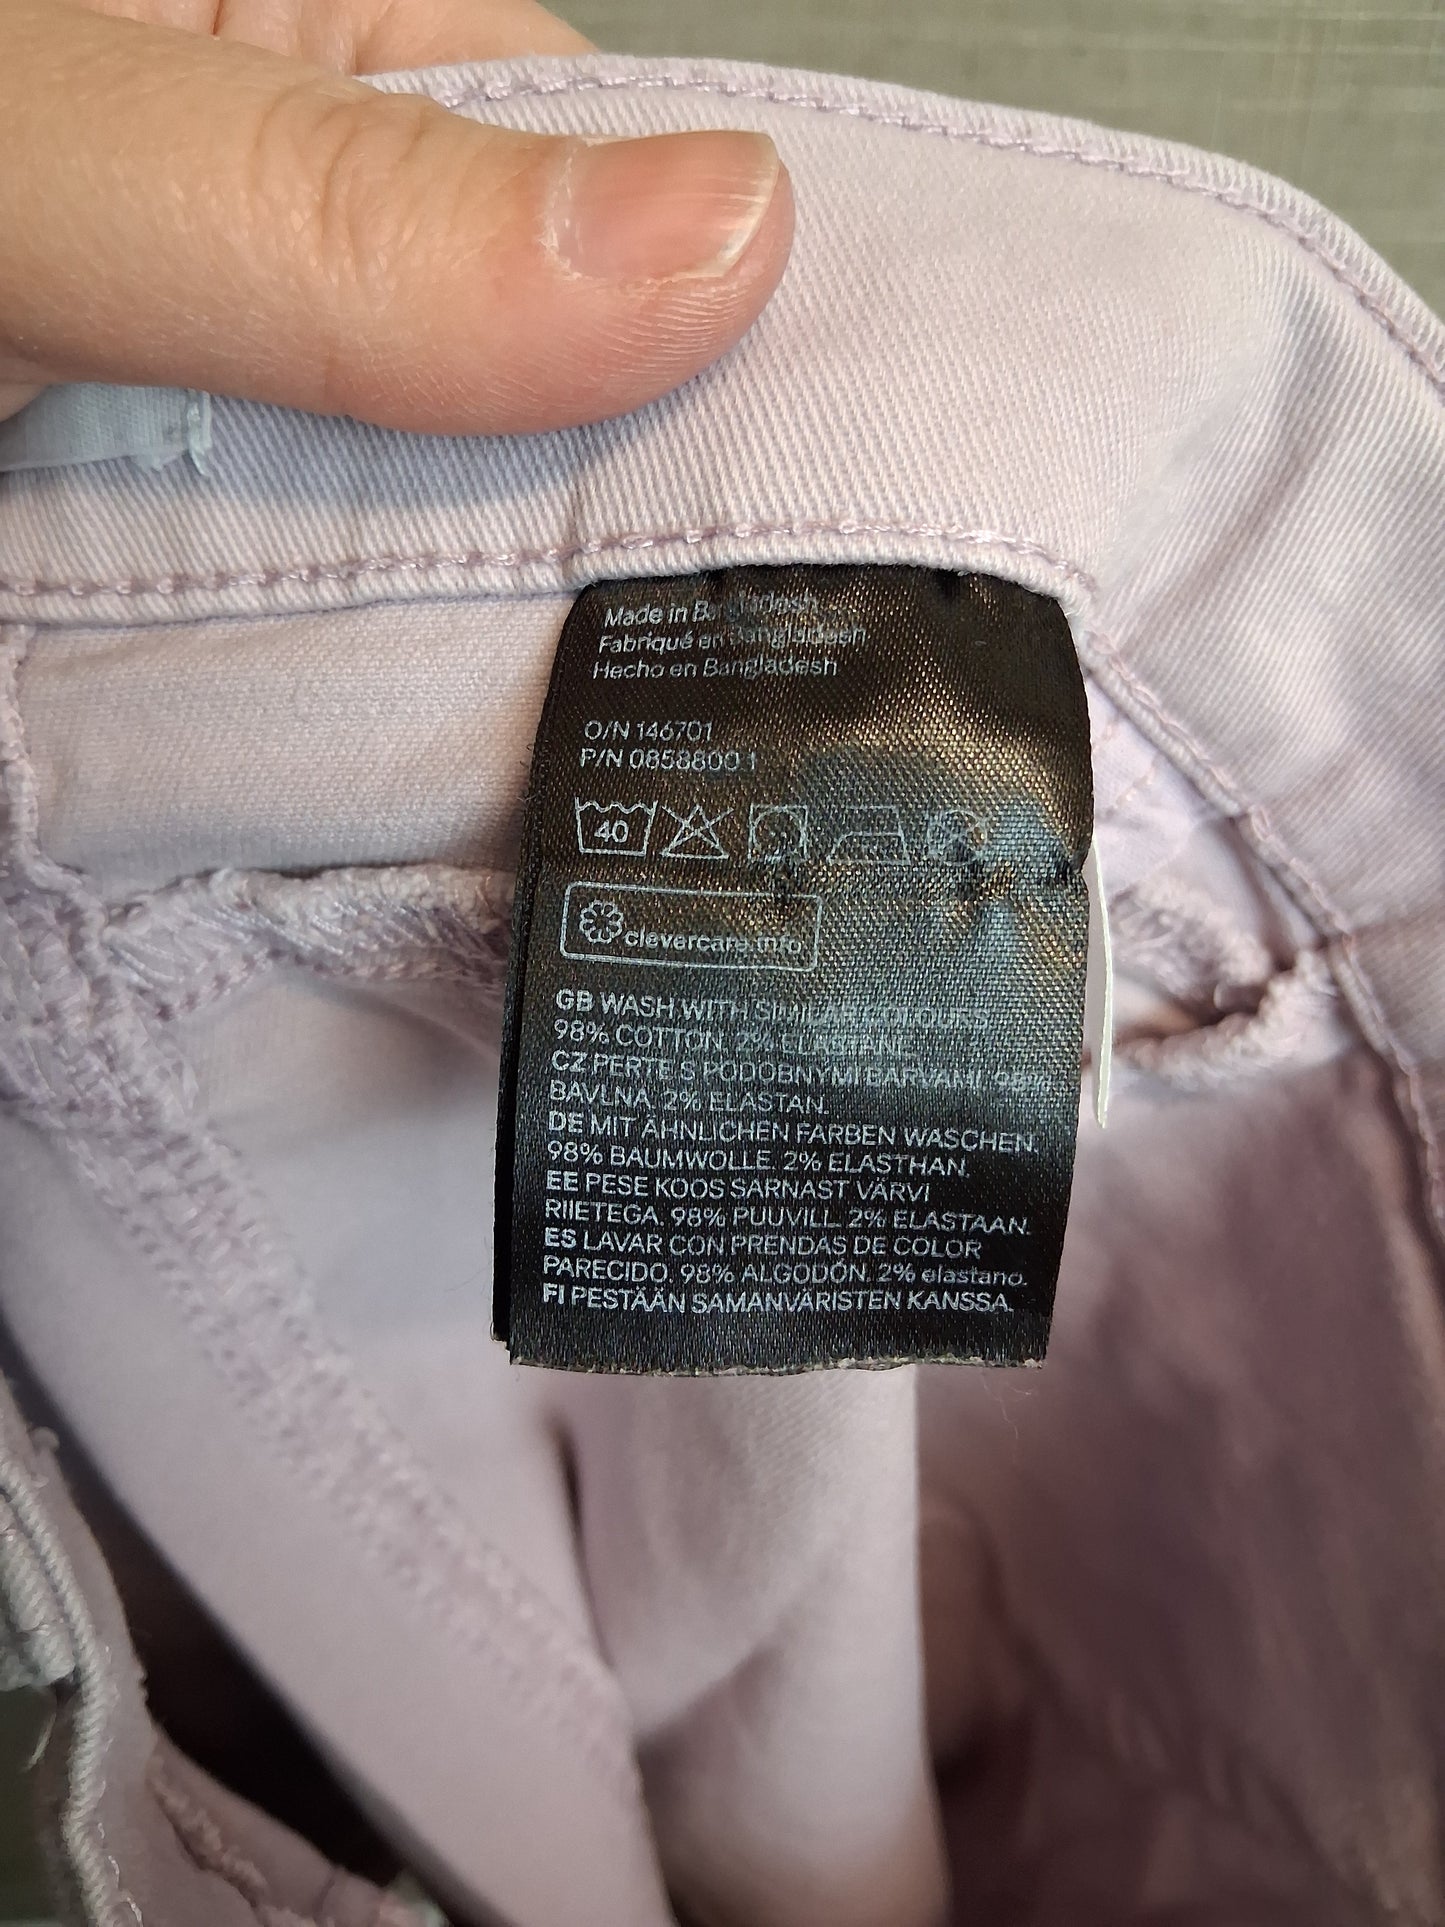 Made in Bangladesh
Fabriqué en Bangladesh
Hecho en Bangladesh
O/N 146701
P/N 0858800 1
40
clevercare.info
GB WASH WITH SIMILAR COLOURS.
98% COTTON. 2% ELASTANE
CZ PERTE S PODOBNÝMI BARVAMI. 98%
BAVLNA. 2% ELASTAN.
DE MIT ÄHNLICHEN FARBEN WASCHEN.
98% BAUMWOLLE. 2% ELASTHAN.
EE PESE KOOS SARNAST VÄRVI
RIIETEGA. 98% PUUVILL. 2% ELASTAAN.
ES LAVAR CON PRENDAS DE COLOR
PARECIDO. 98% ALGODÓN. 2% elastano.
FI PESTÄÄN SAMANVÄRISTEN KANSSA.